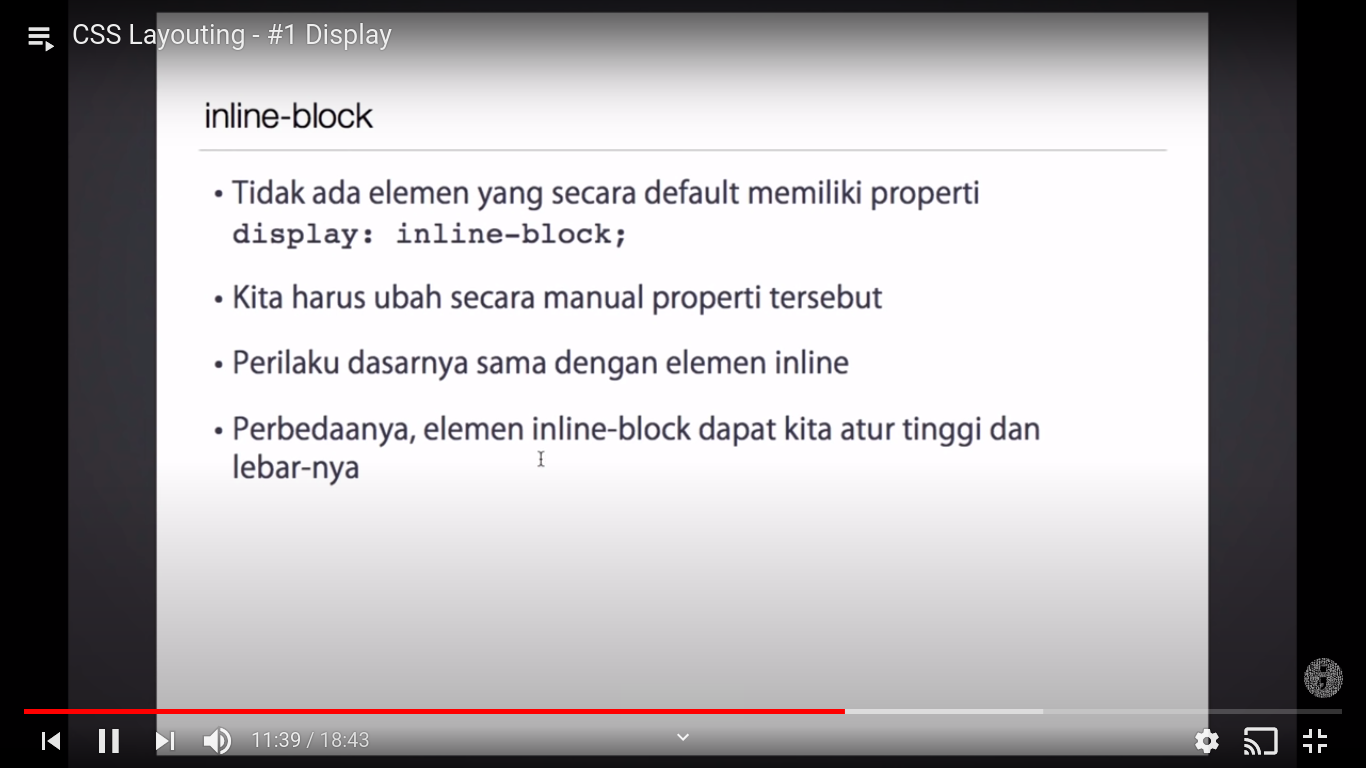 CSS Layouting - #1 Display
inline-block
• Tidak ada elemen yang secara default memiliki properti
display: inline-block;
• Kita harus ubah secara manual properti tersebut
• Perilaku dasarnya sama dengan elemen inline
• Perbedaanya, elemen inline-block dapat kita atur tinggi dan
lebar-nya
11:39 / 18:43